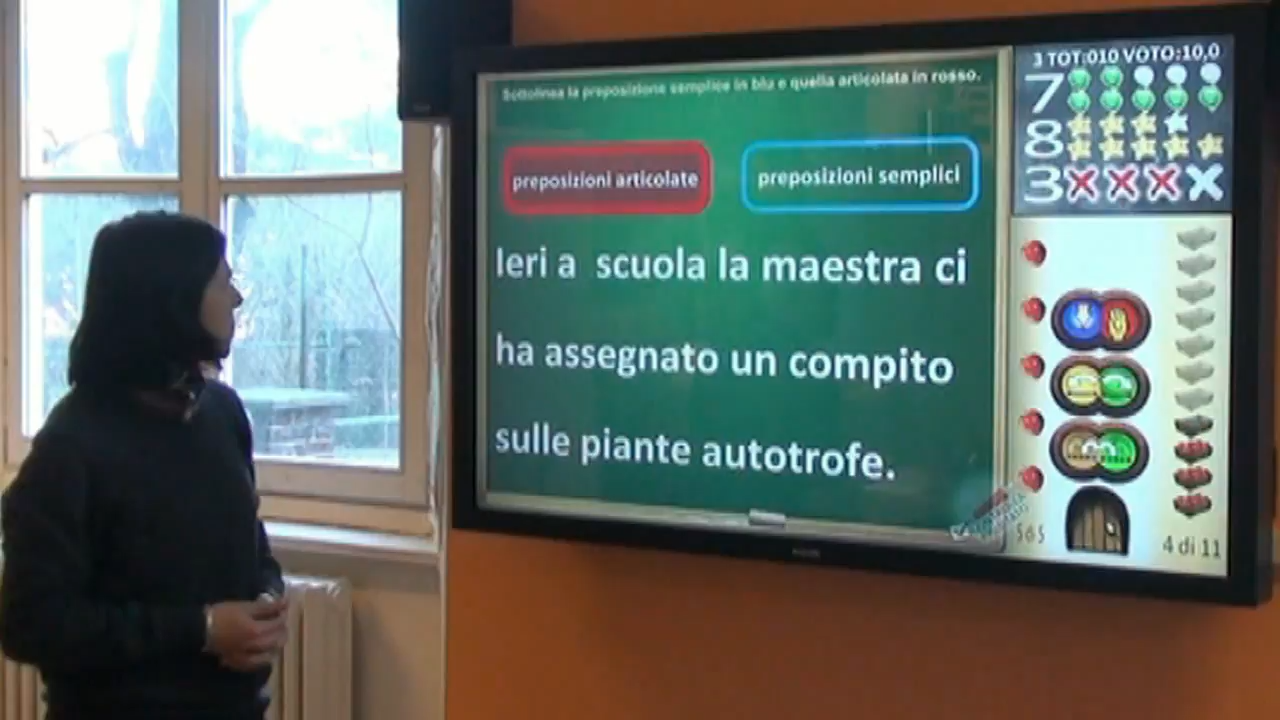 Sottolinea la preposizione semplice in blu e quella articolata in rosso.
preposizioni articolate
preposizioni semplici
Ieri a scuola la maestra ci
ha assegnato un compito
sulle piante autotrofe.
3 TOT:010 VOTO:10,0
7
8
3
565
4 di 11